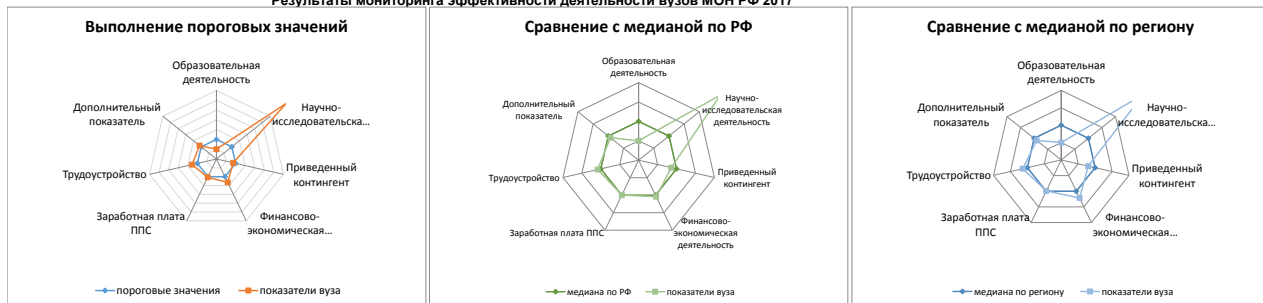 Результаты мониторинга эффективности деятельности вузов МОН РФ 2017
Выполнение пороговых значений
Образовательная
деятельность
Научно-
исследовательска...
Приведенный
контингент
Финансово-
экономическая...
Заработная плата
ППС
Трудоустройство
Дополнительный
показатель
пороговые значения
показатели вуза
Сравнение с медианой по РФ
Образовательная
деятельность
Научно-
исследовательская
деятельность
Приведенный
контингент
Финансово-
экономическая
деятельность
Заработная плата ППС
Трудоустройство
Дополнительный
показатель
медиана по РФ
показатели вуза
Сравнение с медианой по региону
Образовательная
деятельность
Научно-
исследовательска...
Приведенный
контингент
Финансово-
экономическая...
Заработная плата
ППС
Трудоустройство
Дополнительный
показатель
медиана по региону
показатели вуза